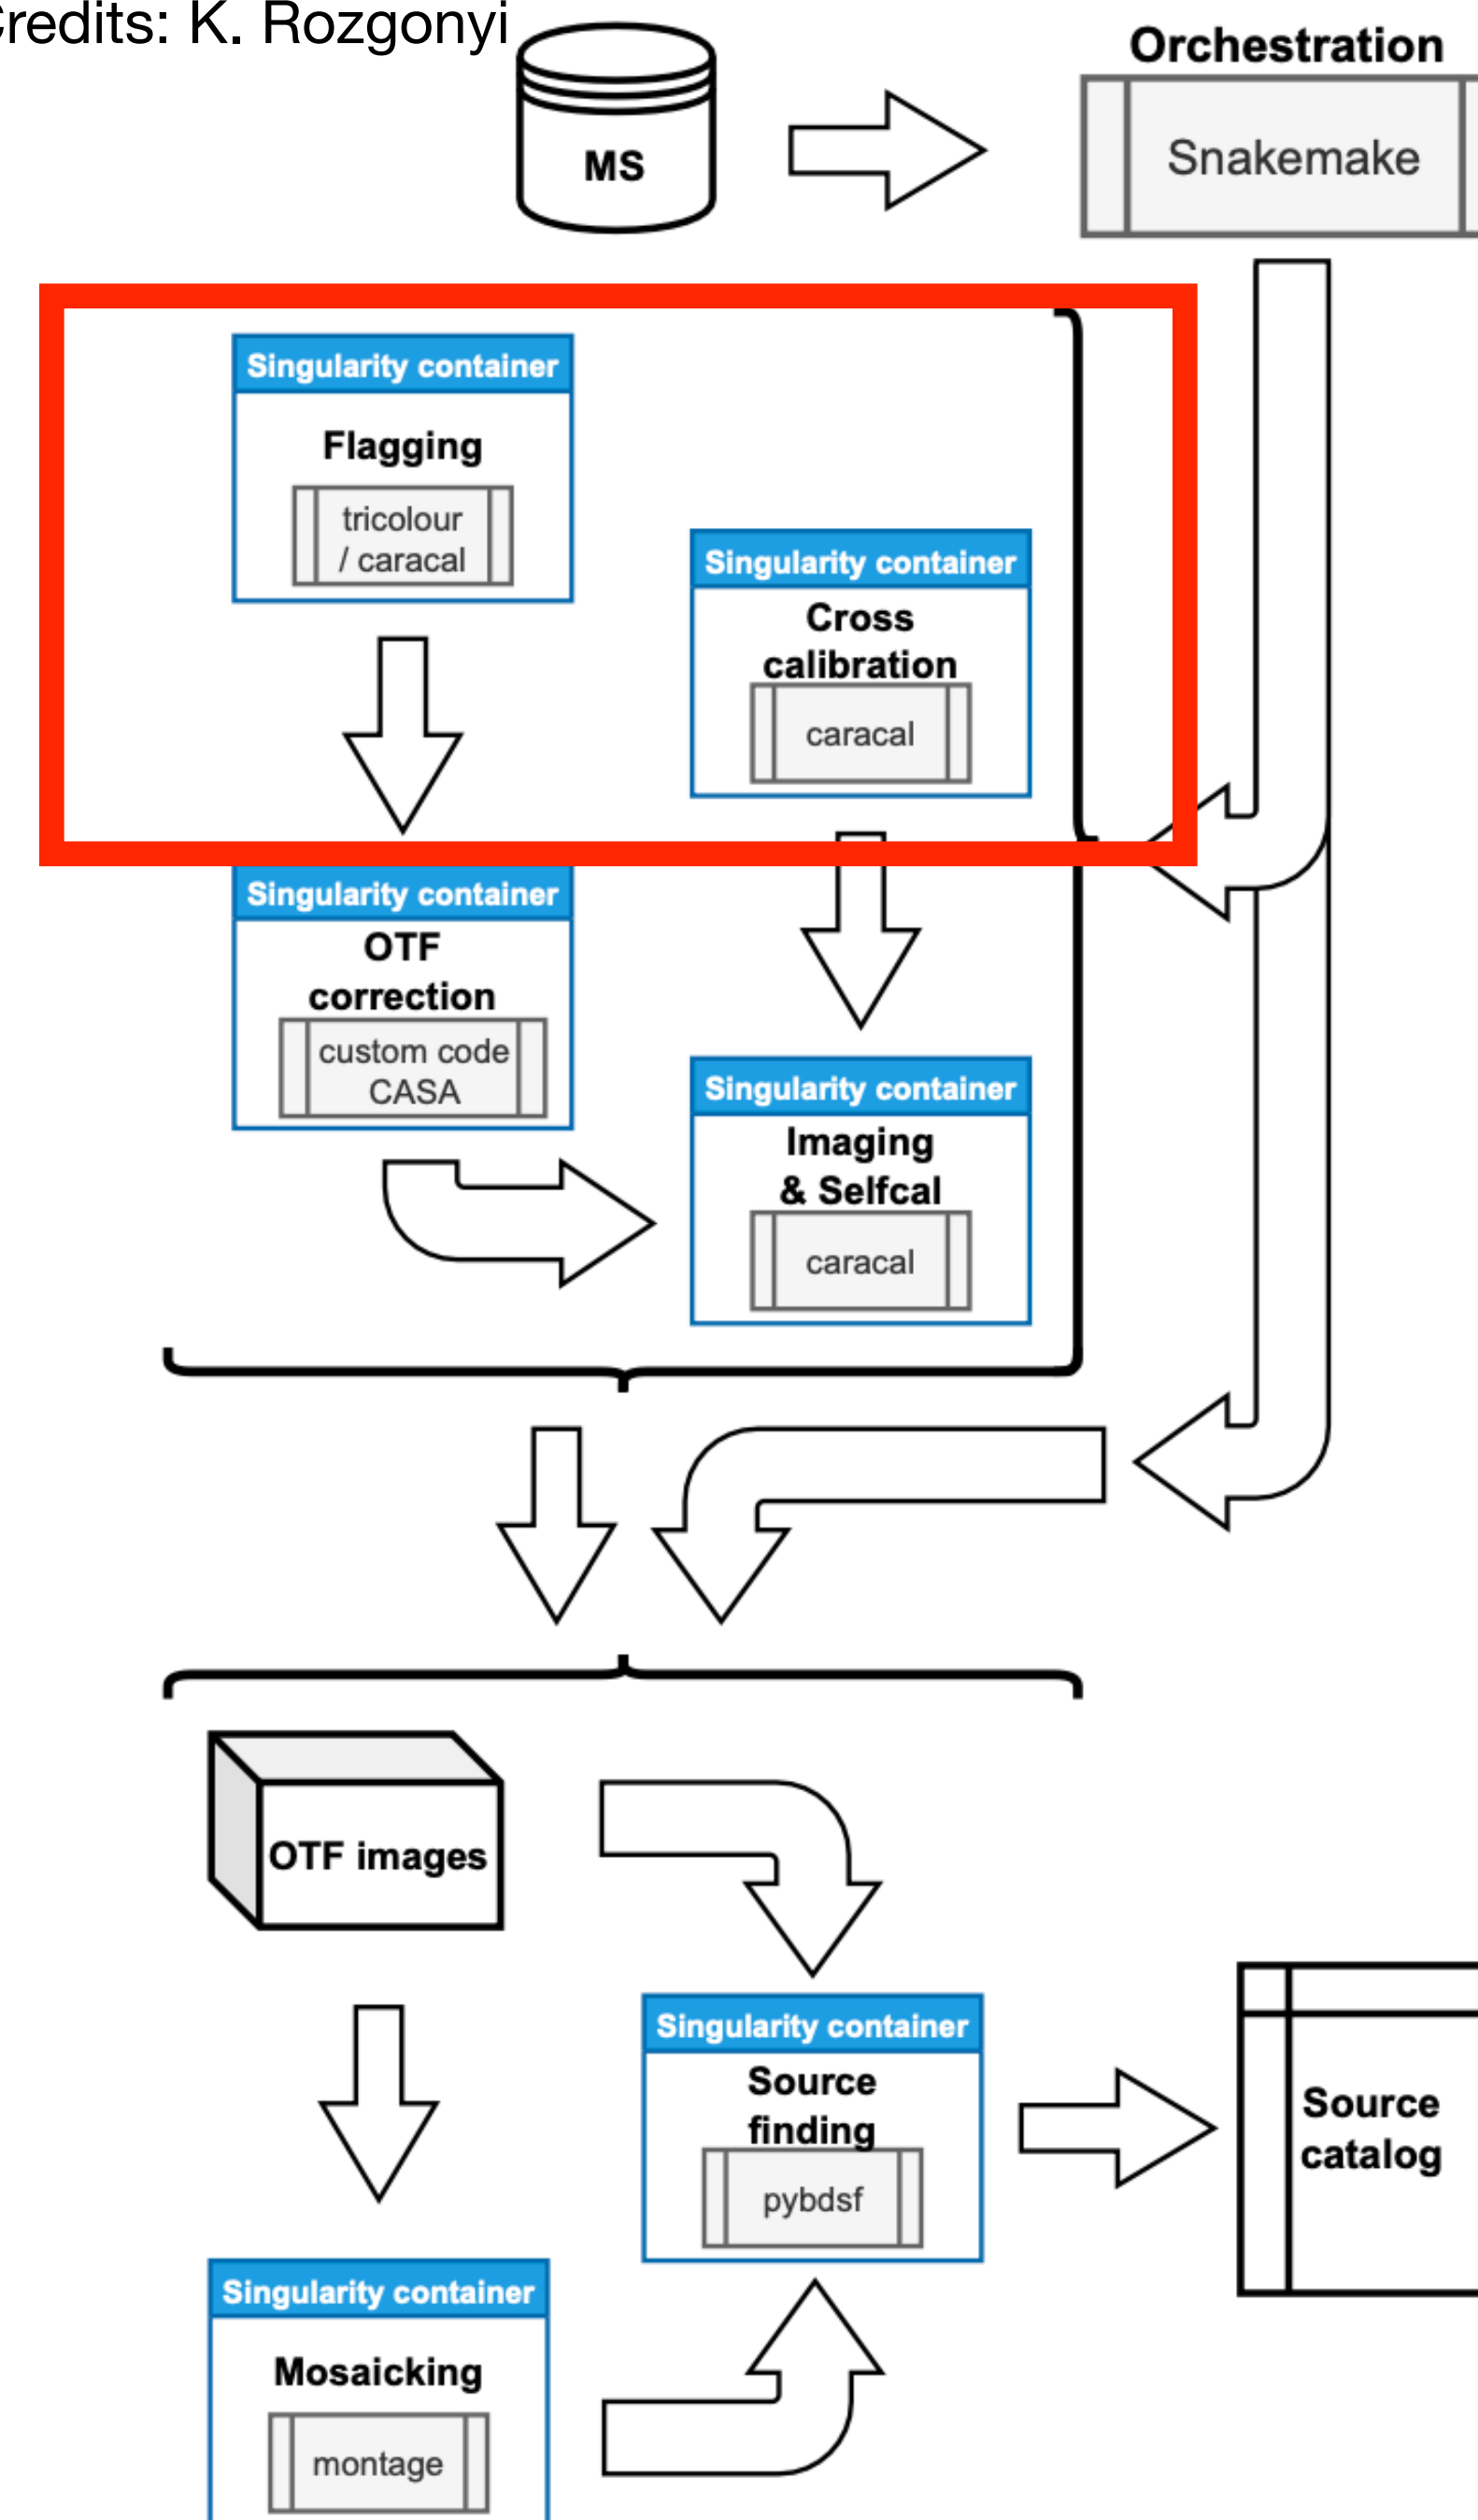 redits: K. Rozgonyi
MS
Orchestration
Snakemake
Singularity container
Flagging
tricolour
/ caracal
Singularity container
Cross
calibration
caracal
Singularity container
OTF
correction
custom code
CASA
Singularity container
Imaging
& Selfcal
caracal
OTF images
Singularity container
Source
finding
pybdsf
Source
catalog
Singularity container
Mosaicking
montage